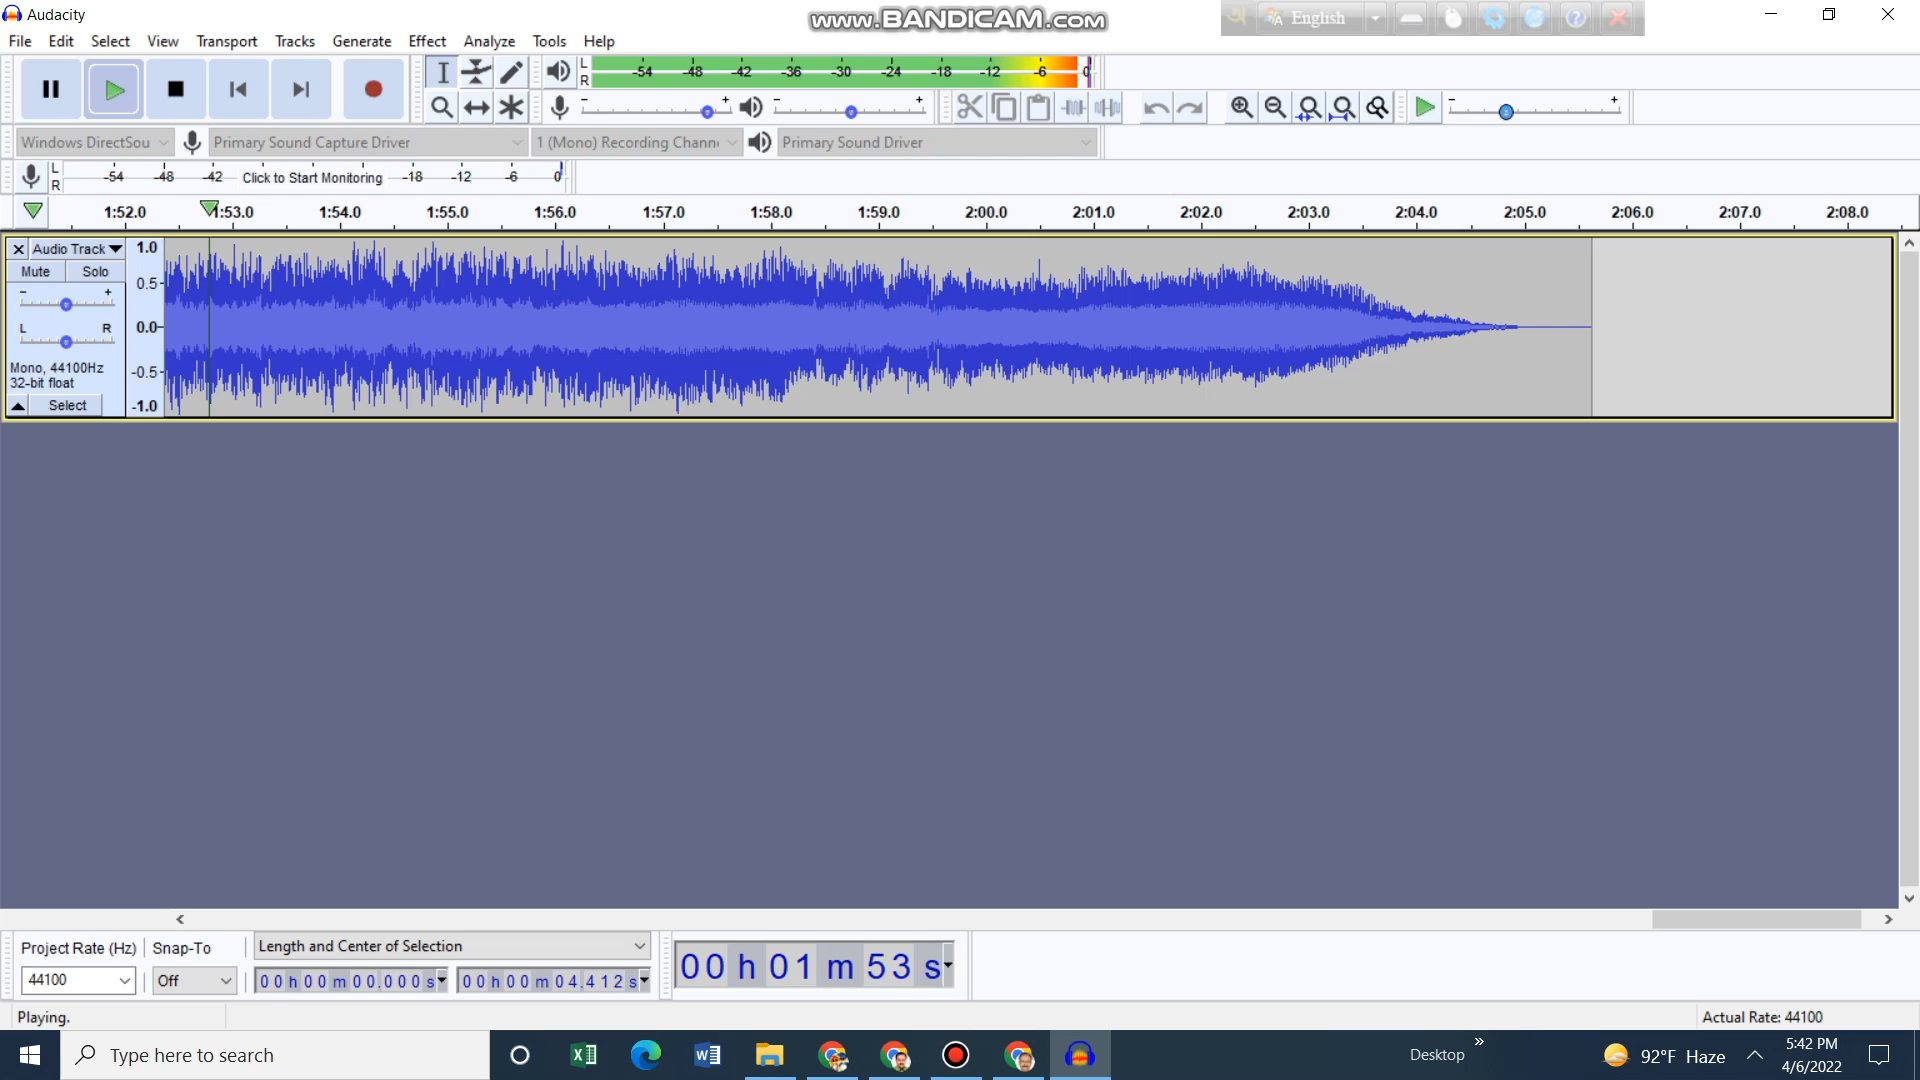 Audacity
www.BANDICAM.com
English
File Edit Select View Transport Tracks Generate Effect Analyze Tools Help
L
R
-54 -48 -42 -36 -30 -24 -18 -12 -6 0
- + - + - +
Windows DirectSou Primary Sound Capture Driver 1 (Mono) Recording Chann Primary Sound Driver
L
R
-54 -48 -42 Click to Start Monitoring -18 -12 -6 0
1:52.0 1:53.0 1:54.0 1:55.0 1:56.0 1:57.0 1:58.0 1:59.0 2:00.0 2:01.0 2:02.0 2:03.0 2:04.0 2:05.0 2:06.0 2:07.0 2:08.0
Audio Track 1.0
Mute Solo
- + 0.5
L R 0.0
Mono, 44100Hz
32-bit float -0.5
Select -1.0
Project Rate (Hz) Snap-To Length and Center of Selection
44100 Off 00h00m00.000s 00h00m04.412s 00h01m53s
Playing. Actual Rate: 44100
Type here to search Desktop 92°F Haze 5:42 PM
4/6/2022